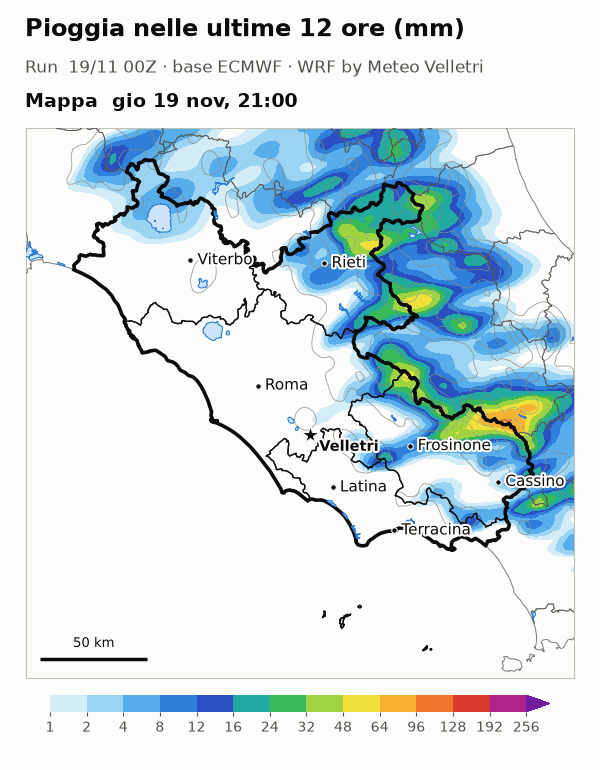 Pioggia nelle ultime 12 ore (mm)
Run 19/11 00Z · base ECMWF · WRF by Meteo Velletri
Mappa gio 19 nov, 21:00
Viterbo
Rieti
Roma
Velletri
Frosinone
Latina
Cassino
Terracina
50 km
1 2 4 8 12 16 24 32 48 64 96 128 192 256